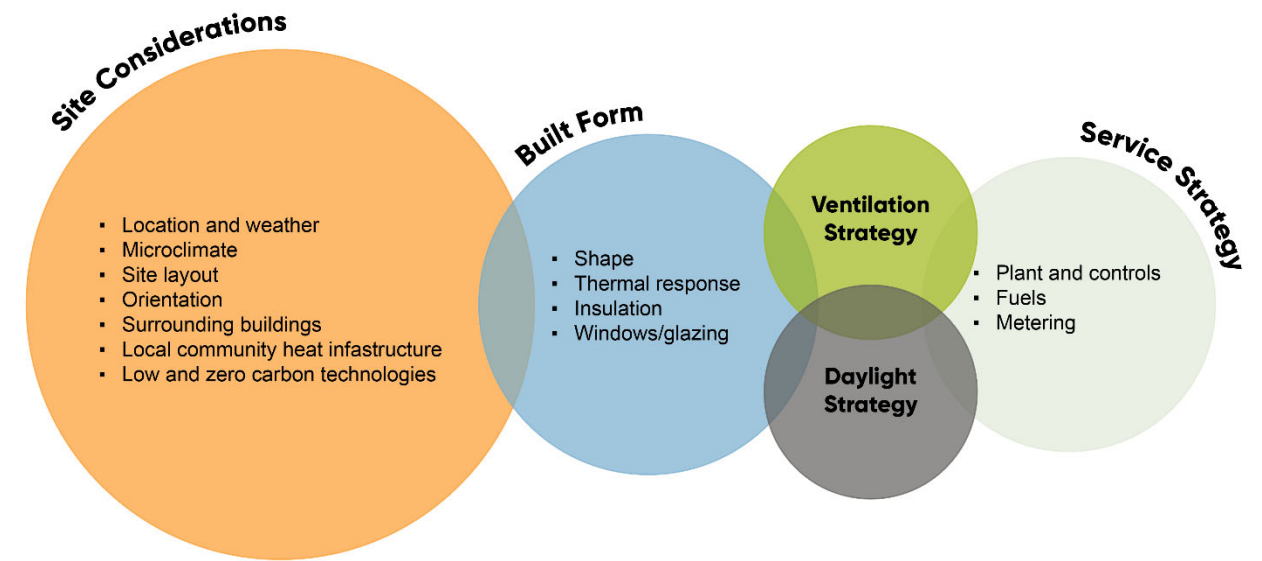 Site Considerations
▪ Location and weather
▪ Microclimate
▪ Site layout
▪ Orientation
▪ Surrounding buildings
▪ Local community heat infastructure
▪ Low and zero carbon technologies
Built Form
▪ Shape
▪ Thermal response
▪ Insulation
▪ Windows/glazing
Ventilation
Strategy
Daylight
Strategy
Service Strategy
▪ Plant and controls
▪ Fuels
▪ Metering